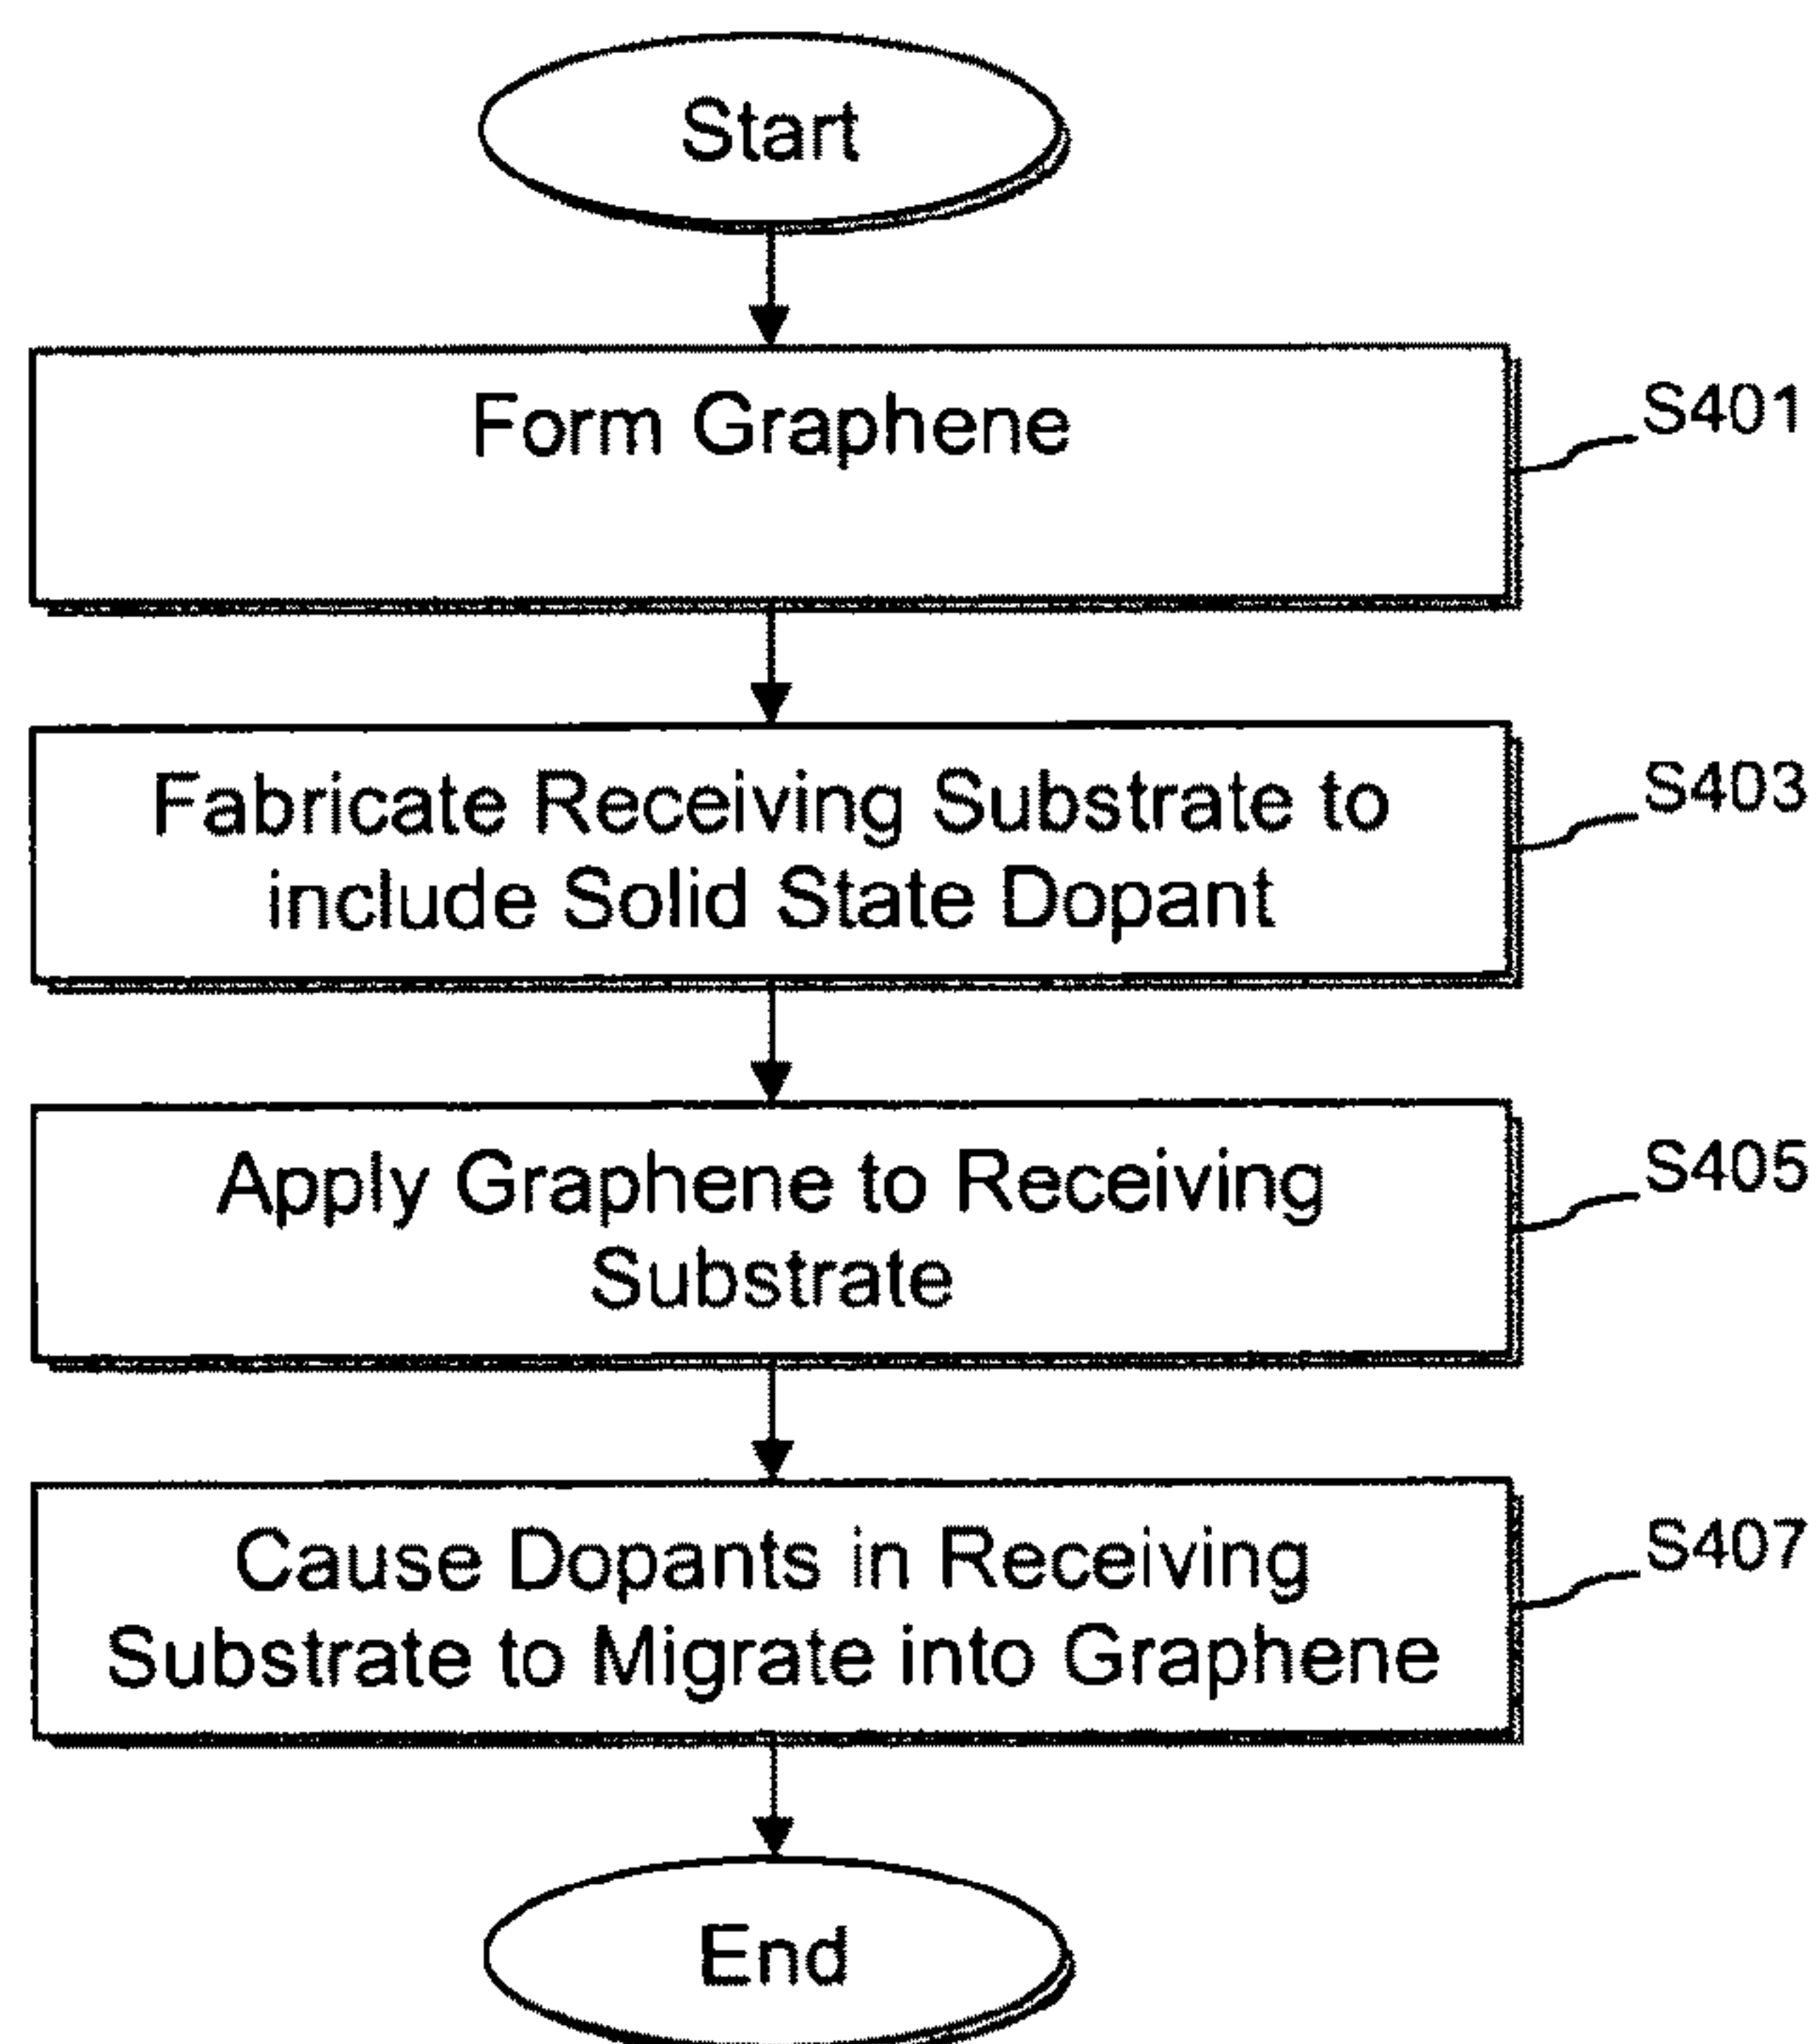 Start
Form Graphene
S401
Fabricate Receiving Substrate to
include Solid State Dopant
S403
Apply Graphene to Receiving
Substrate
S405
Cause Dopants in Receiving
Substrate to Migrate into Graphene
S407
End